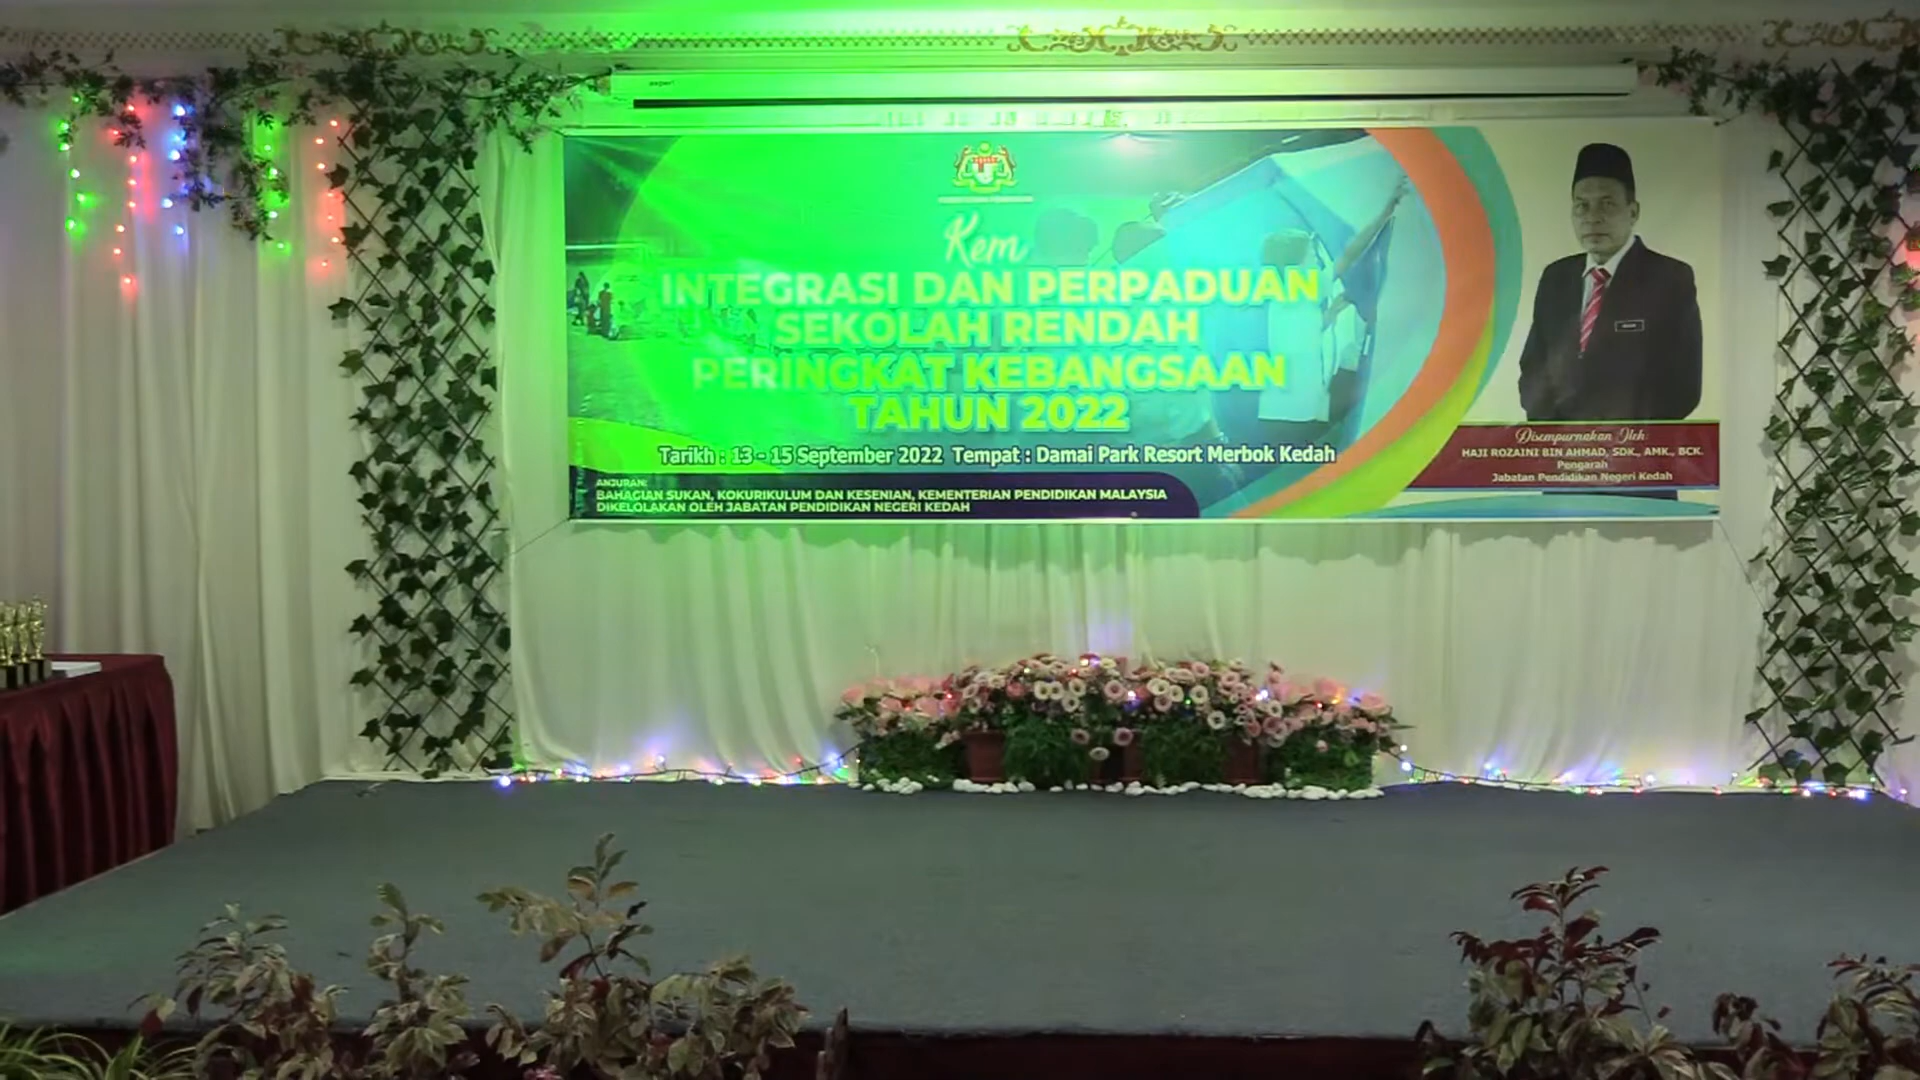 Kem
INTEGRASI DAN PERPADUAN
SEKOLAH RENDAH
PERINGKAT KEBANGSAAN
TAHUN 2022
Tarikh : 13 - 15 September 2022 Tempat : Damai Park Resort Merbok Kedah
ANJURAN:
BAHAGIAN SUKAN, KOKURIKULUM DAN KESENIAN, KEMENTERIAN PENDIDIKAN MALAYSIA
DIKELOLAKAN OLEH JABATAN PENDIDIKAN NEGERI KEDAH
Disempurnakan Oleh:
HAJI ROZAINI BIN AHMAD, SDK., AMK., BCK.
Pengarah
Jabatan Pendidikan Negeri Kedah